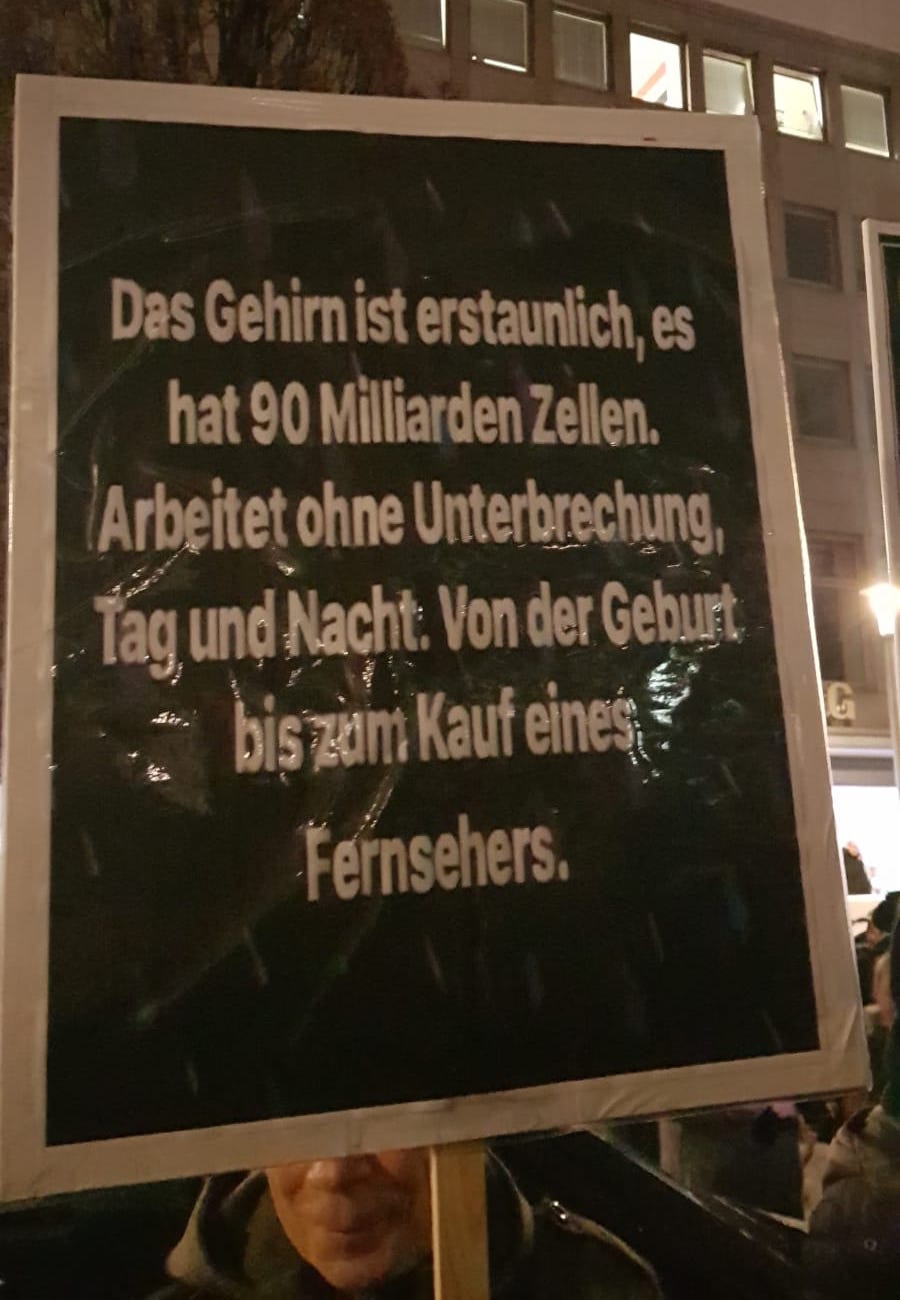 Das Gehirn ist erstaunlich, es
hat 90 Milliarden Zellen.
Arbeitet ohne Unterbrechung,
Tag und Nacht. Von der Geburt
bis zum Kauf eines
Fernsehers.
G